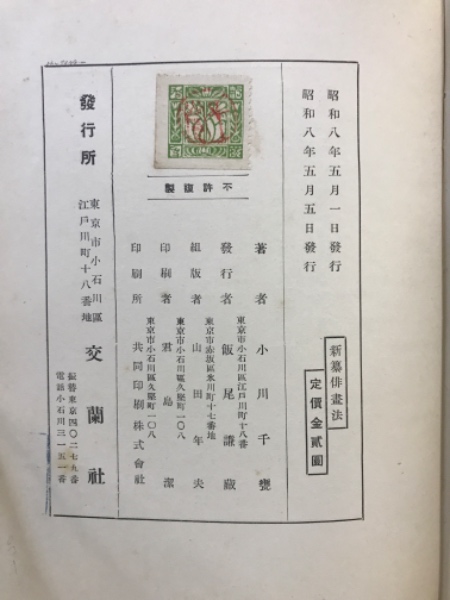 昭和八年五月一日發行
昭和八年五月五日發行
新纂俳畫法
定價金貳圓
不許復製
著者 小川千甕
東京市小石川區江戸川町十八番
發行者 飯尾謙藏
東京市赤坂區氷川町十七番地
組版者 山田年夫
東京市小石川區久堅町一〇八
印刷者 君島潔
東京市小石川區久堅町一〇八
印刷所 共同印刷株式會社
發行所
東京市小石川區
江戸川町十八番地
交蘭社
振替東京四〇二七九番
電話小石川三一五一番